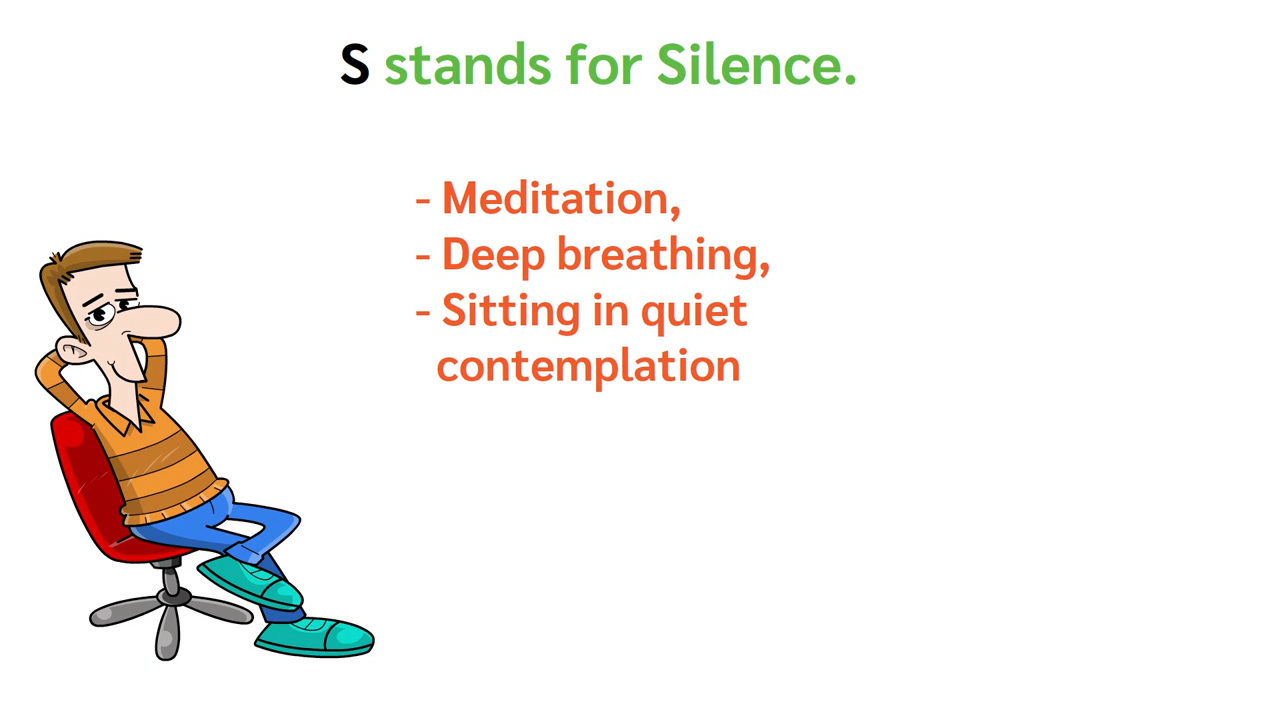 S stands for Silence.
- Meditation,
- Deep breathing,
- Sitting in quiet
contemplation